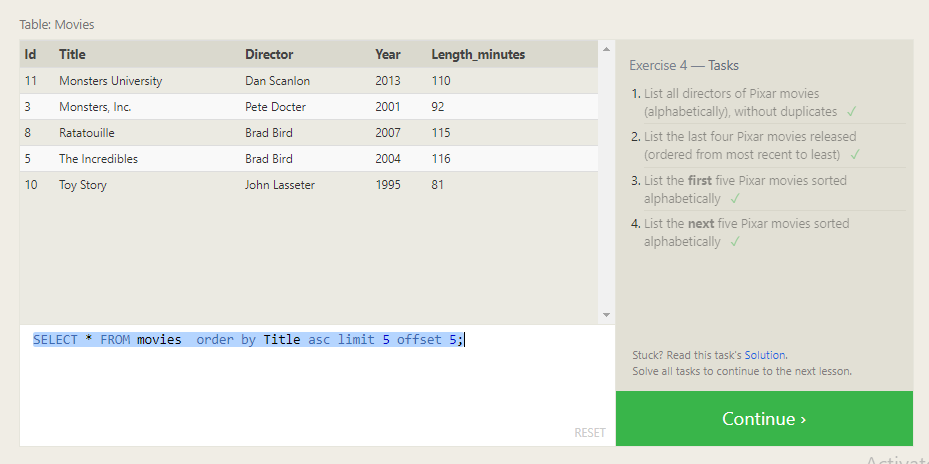 Table: Movies
Id Title Director Year Length_minutes
11 Monsters University Dan Scanlon 2013 110
3 Monsters, Inc. Pete Docter 2001 92
8 Ratatouille Brad Bird 2007 115
5 The Incredibles Brad Bird 2004 116
10 Toy Story John Lasseter 1995 81
SELECT * FROM movies  order by Title asc limit 5 offset 5;
RESET
Exercise 4 — Tasks
1. List all directors of Pixar movies
(alphabetically), without duplicates ✓
2. List the last four Pixar movies released
(ordered from most recent to least) ✓
3. List the first five Pixar movies sorted
alphabetically ✓
4. List the next five Pixar movies sorted
alphabetically ✓
Stuck? Read this task's Solution.
Solve all tasks to continue to the next lesson.
Continue ›